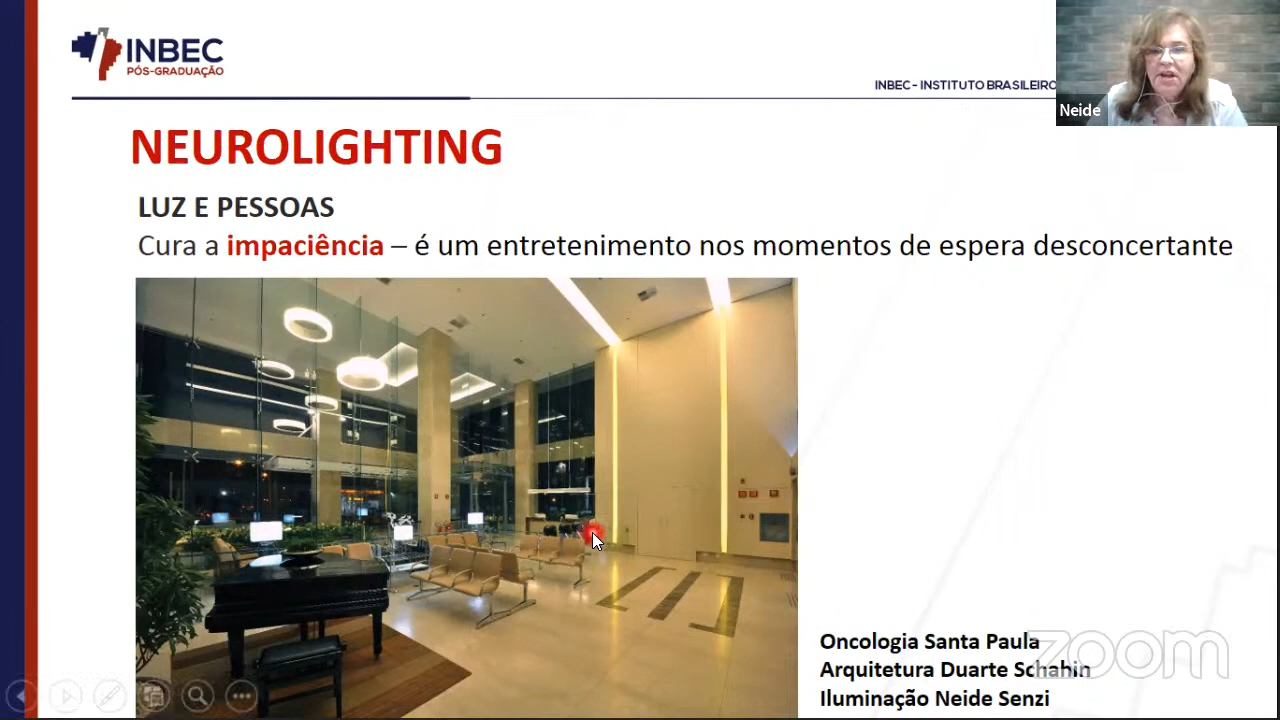 INBEC
PÓS-GRADUAÇÃO
INBEC - INSTITUTO BRASILEIRO
Neide
NEUROLIGHTING
LUZ E PESSOAS
Cura a impaciência – é um entretenimento nos momentos de espera desconcertante
Oncologia Santa Paula
Arquitetura Duarte Schahin
Iluminação Neide Senzi
zoom